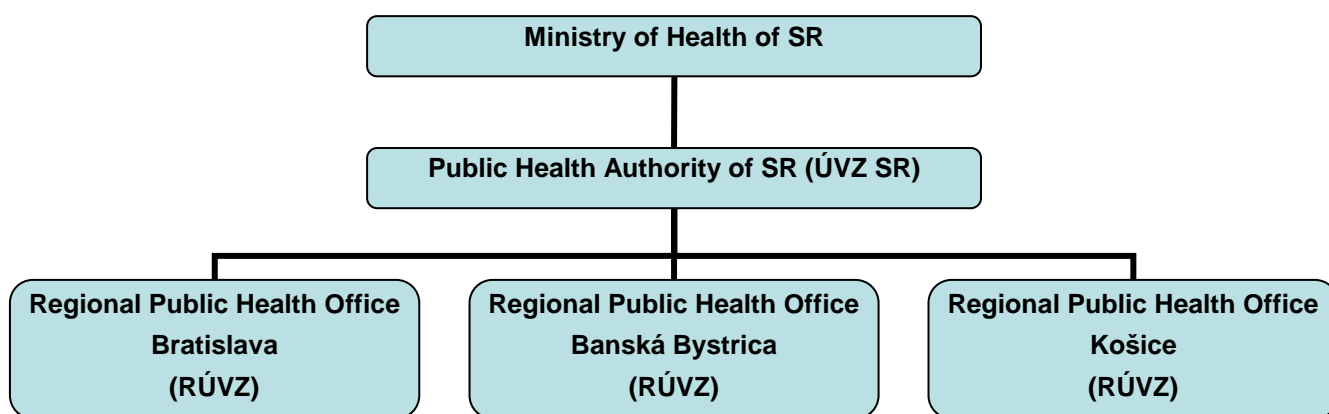 Ministry of Health of SR
Public Health Authority of SR (ÚVZ SR)
Regional Public Health Office
Bratislava
(RÚVZ)
Regional Public Health Office
Banská Bystrica
(RÚVZ)
Regional Public Health Office
Košice
(RÚVZ)